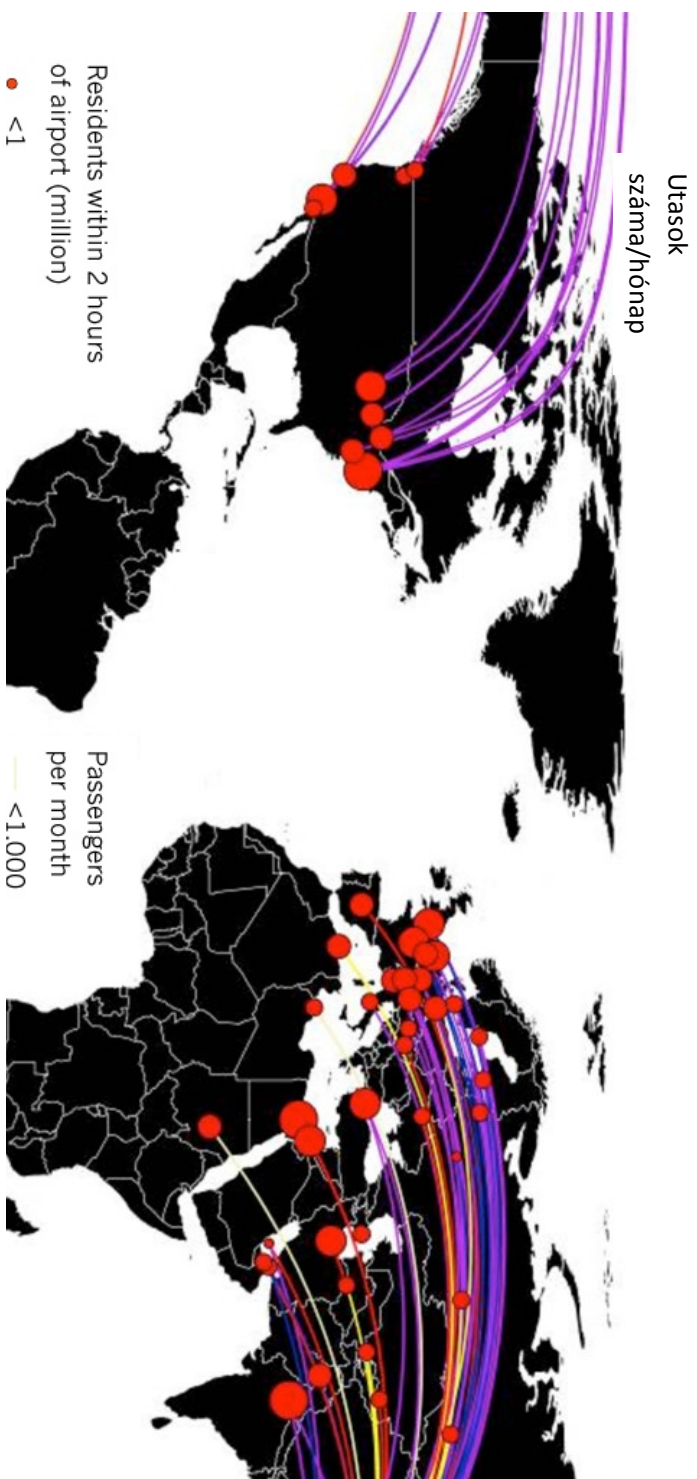 Utasok
száma/hónap
Residents within 2 hours
of airport (million)
<1
Passengers
per month
<1.000